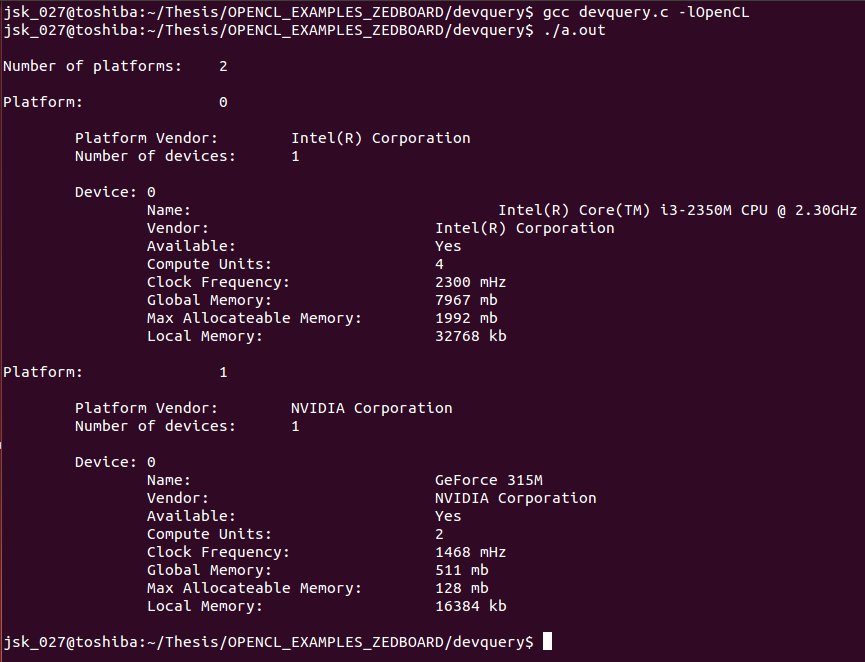 jsk_027@toshiba:~/Thesis/OPENCL_EXAMPLES_ZEDBOARD/devquery$ gcc devquery.c -lOpenCL
jsk_027@toshiba:~/Thesis/OPENCL_EXAMPLES_ZEDBOARD/devquery$ ./a.out
Number of platforms: 2
Platform: 0
Platform Vendor: Intel(R) Corporation
Number of devices: 1
Device: 0
Name: Intel(R) Core(TM) i3-2350M CPU @ 2.30GHz
Vendor: Intel(R) Corporation
Available: Yes
Compute Units: 4
Clock Frequency: 2300 mHz
Global Memory: 7967 mb
Max Allocateable Memory: 1992 mb
Local Memory: 32768 kb
Platform: 1
Platform Vendor: NVIDIA Corporation
Number of devices: 1
Device: 0
Name: GeForce 315M
Vendor: NVIDIA Corporation
Available: Yes
Compute Units: 2
Clock Frequency: 1468 mHz
Global Memory: 511 mb
Max Allocateable Memory: 128 mb
Local Memory: 16384 kb
jsk_027@toshiba:~/Thesis/OPENCL_EXAMPLES_ZEDBOARD/devquery$